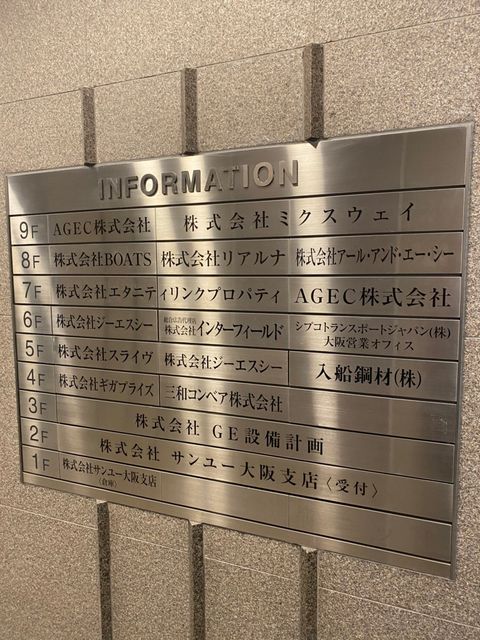 INFORMATION
9F AGEC株式会社 株式会社ミクスウェイ
8F 株式会社BOATS 株式会社リアルナ 株式会社アール・アンド・エー・シー
7F 株式会社エタニティリンクプロパティ AGEC株式会社
6F 株式会社ジーエスシー 総合広告代理店 株式会社インターフィールド シブコトランスポートジャパン(株) 大阪営業オフィス
5F 株式会社スライヴ 株式会社ジーエスシー 入船鋼材(株)
4F 株式会社ギガプライズ 三和コンベア株式会社
3F 株式会社 GE設備計画
2F 株式会社 サンユー大阪支店〈受付〉
1F 株式会社サンユー大阪支店 〈倉庫〉